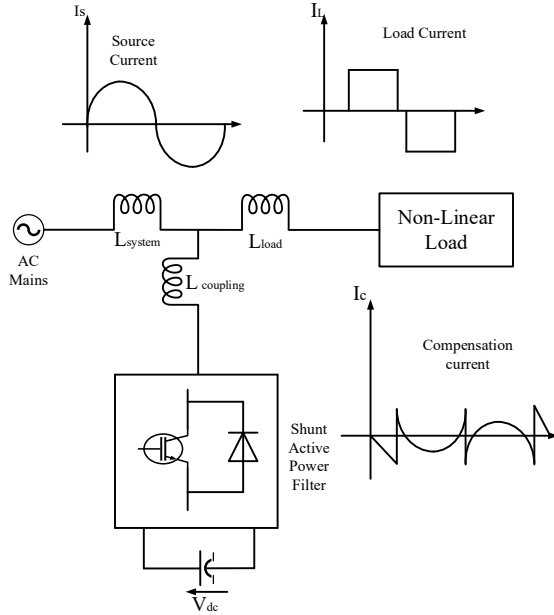 Is
Source
Current
IL
Load Current
AC
Mains
Lsystem
Lload
Non-Linear
Load
L coupling
Ic
Compensation
current
Shunt
Active
Power
Filter
Vdc